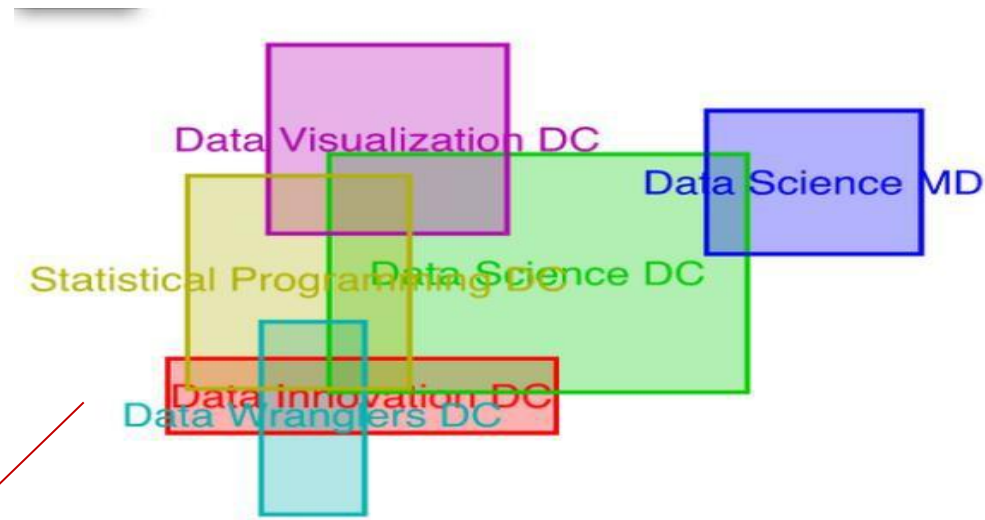 Data Visualization DC
Data Science MD
Statistical Programming DC
Data Science DC
Data Innovation DC
Data Wranglers DC